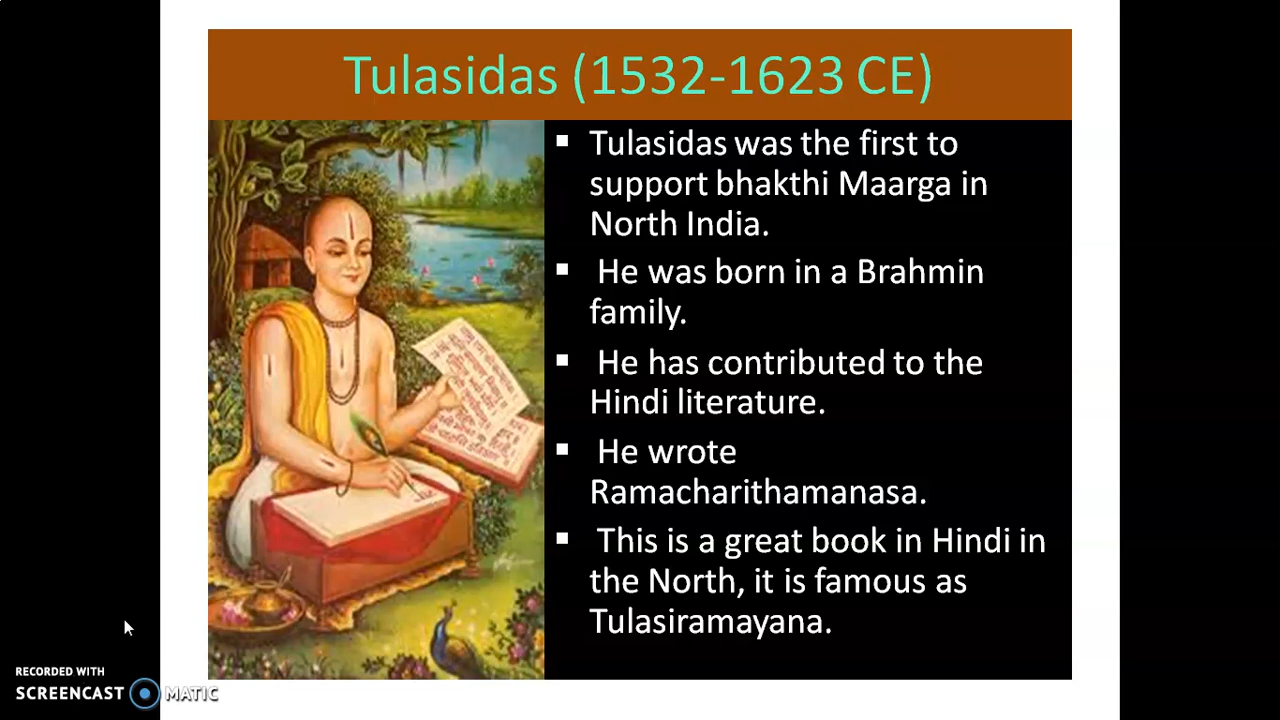 Tulasidas (1532-1623 CE)
▪ Tulasidas was the first to
support bhakthi Maarga in
North India.
▪ He was born in a Brahmin
family.
▪ He has contributed to the
Hindi literature.
▪ He wrote
Ramacharithamanasa.
▪ This is a great book in Hindi in
the North, it is famous as
Tulasiramayana.
RECORDED WITH
SCREENCAST MATIC